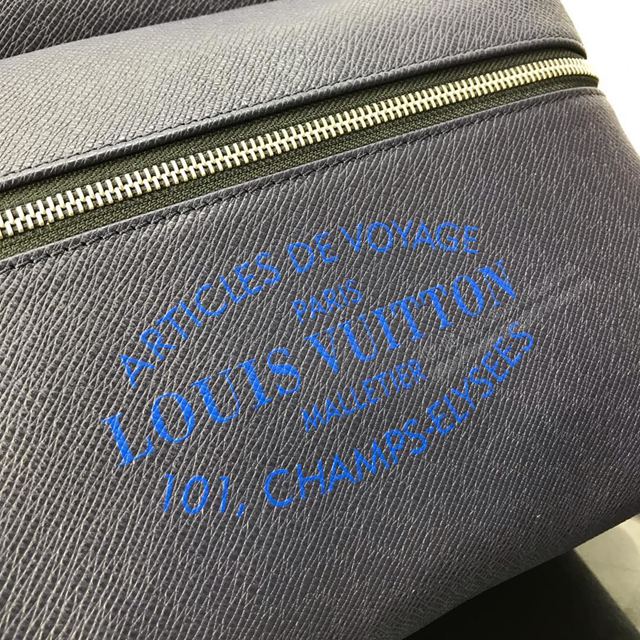 ARTICLES DE VOYAGE
PARIS
LOUIS VUITTON
MALLETIER
101, CHAMPS-ELYSEES